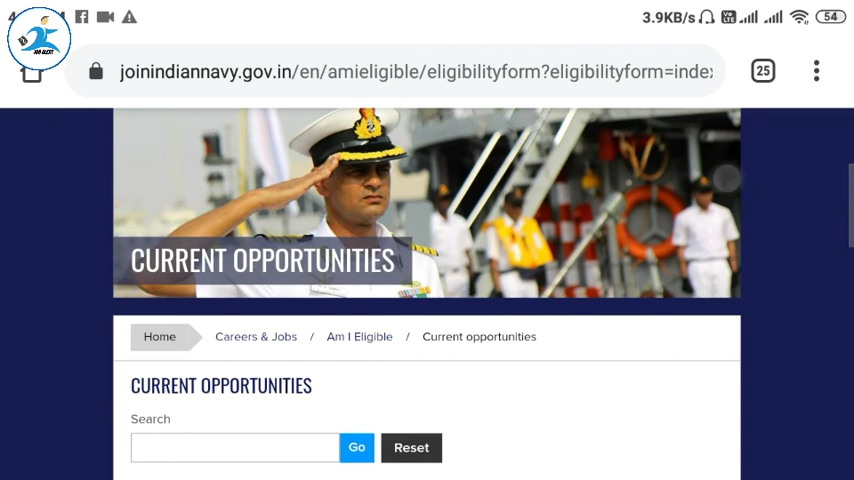 3.9KB/s
54
joinindiannavy.gov.in/en/amieligible/eligibilityform?eligibilityform=index
25
CURRENT OPPORTUNITIES
Home Careers & Jobs / Am I Eligible / Current opportunities
CURRENT OPPORTUNITIES
Search
Go Reset